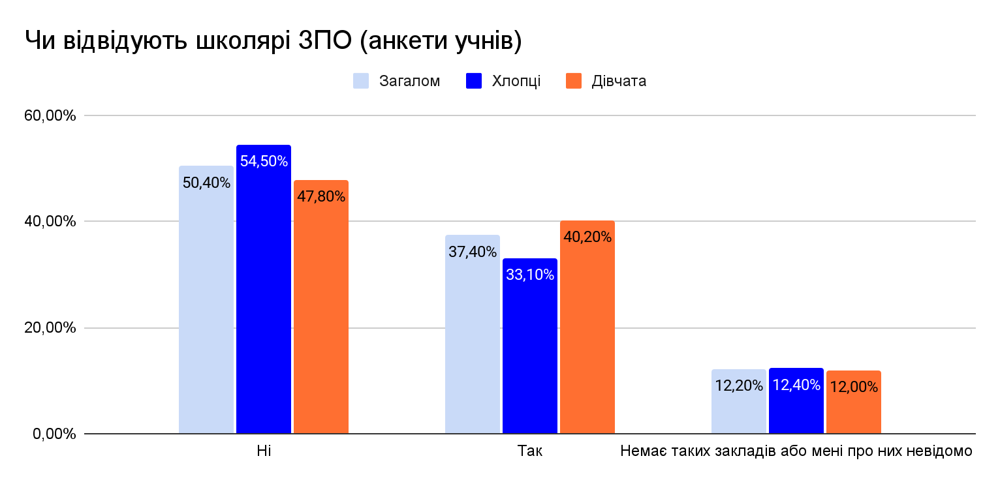 Чи відвідують школярі ЗПО (анкети учнів)
Загалом Хлопці Дівчата
60,00%
40,00%
20,00%
0,00%
50,40% 54,50% 47,80%
37,40% 33,10% 40,20%
12,20% 12,40% 12,00%
Ні Так Немає таких закладів або мені про них невідомо